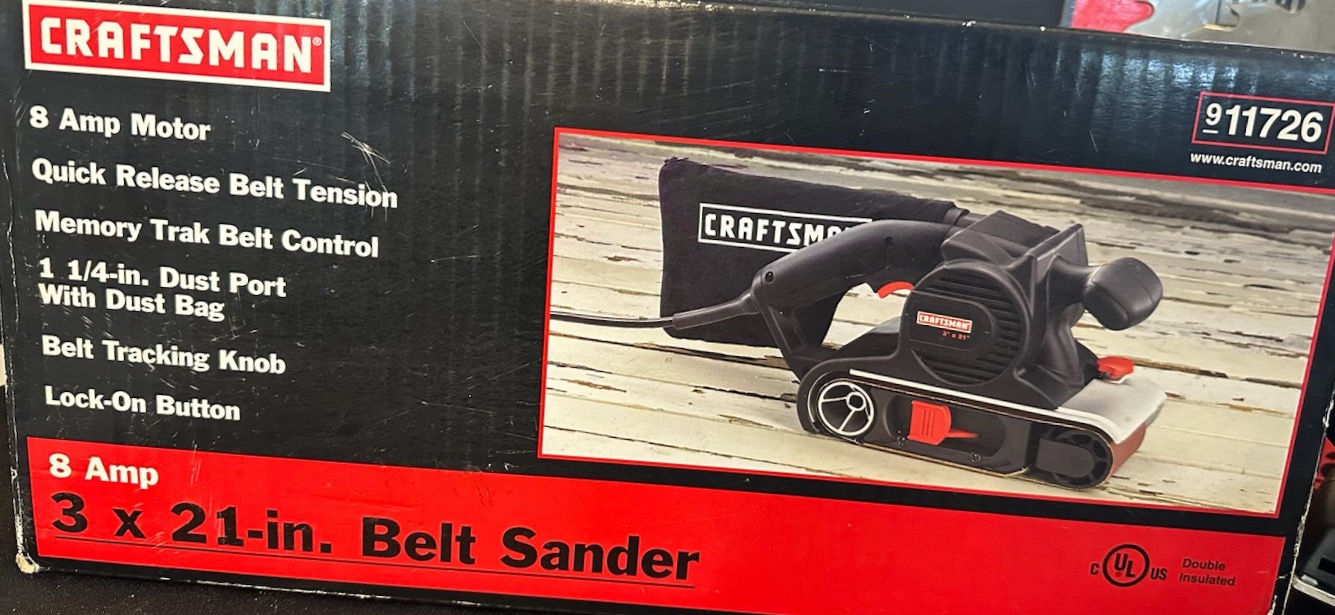 CRAFTSMAN®
8 Amp Motor
Quick Release Belt Tension
Memory Trak Belt Control
1 1/4-in. Dust Port
With Dust Bag
Belt Tracking Knob
Lock-On Button
8 Amp
3 x 21-in. Belt Sander
911726
www.craftsman.com
CRAFTSMA
CRAFTSMAN
3" x 21"
C UL US
Double
Insulated